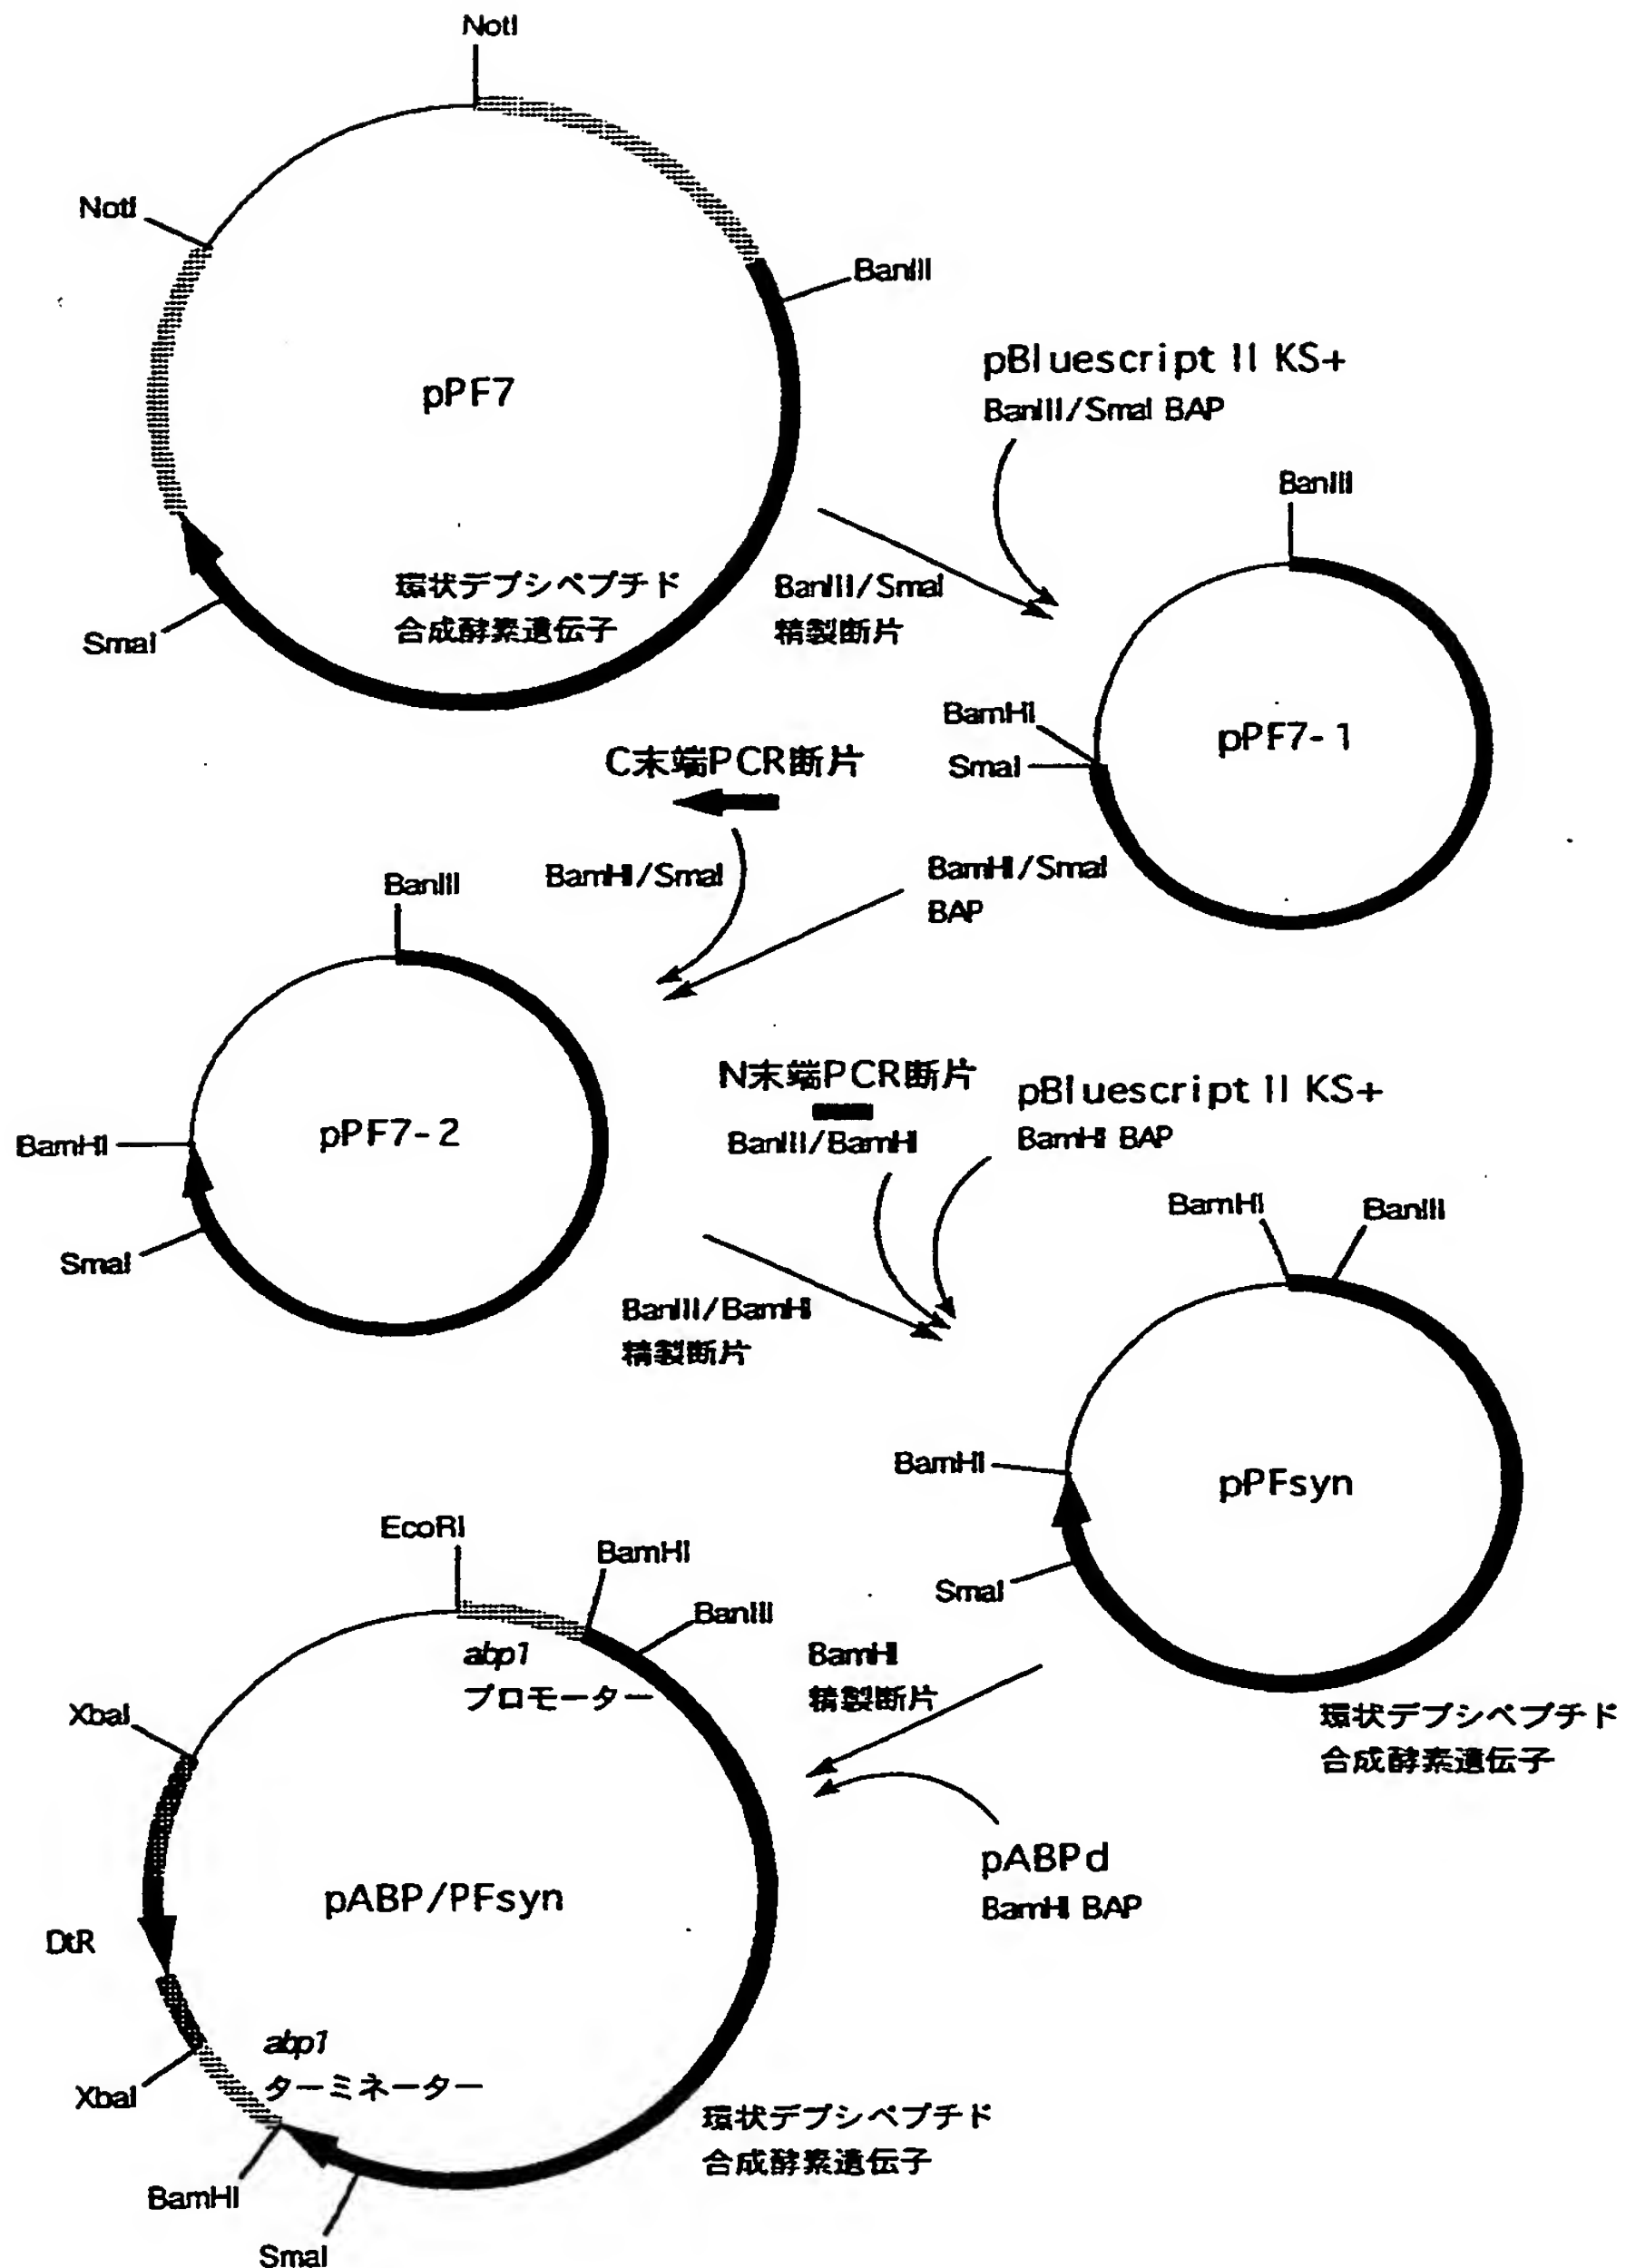 NotI
NotI
BanIII
pPF7
pBluescript II KS+
BanIII/SmaI BAP
BanIII
環状デプシペプチド
合成酵素遺伝子
BanIII/SmaI
精製断片
SmaI
BamHI
SmaI
pPF7-1
C末端PCR断片
BamHI/SmaI
BamHI/SmaI
BAP
BanIII
N末端PCR断片
BanIII/BamHI
pBluescript II KS+
BamHI BAP
pPF7-2
BamHI
SmaI
BamHI
BanIII
BanIII/BamHI
精製断片
BamHI
pPFsyn
EcoRI
BamHI
BanIII
SmaI
abp1
プロモーター
BamHI
精製断片
XbaI
環状デプシペプチド
合成酵素遺伝子
pABPd
BamHI BAP
pABP/PFsyn
DtR
abp1
ターミネーター
XbaI
環状デプシペプチド
合成酵素遺伝子
BamHI
SmaI